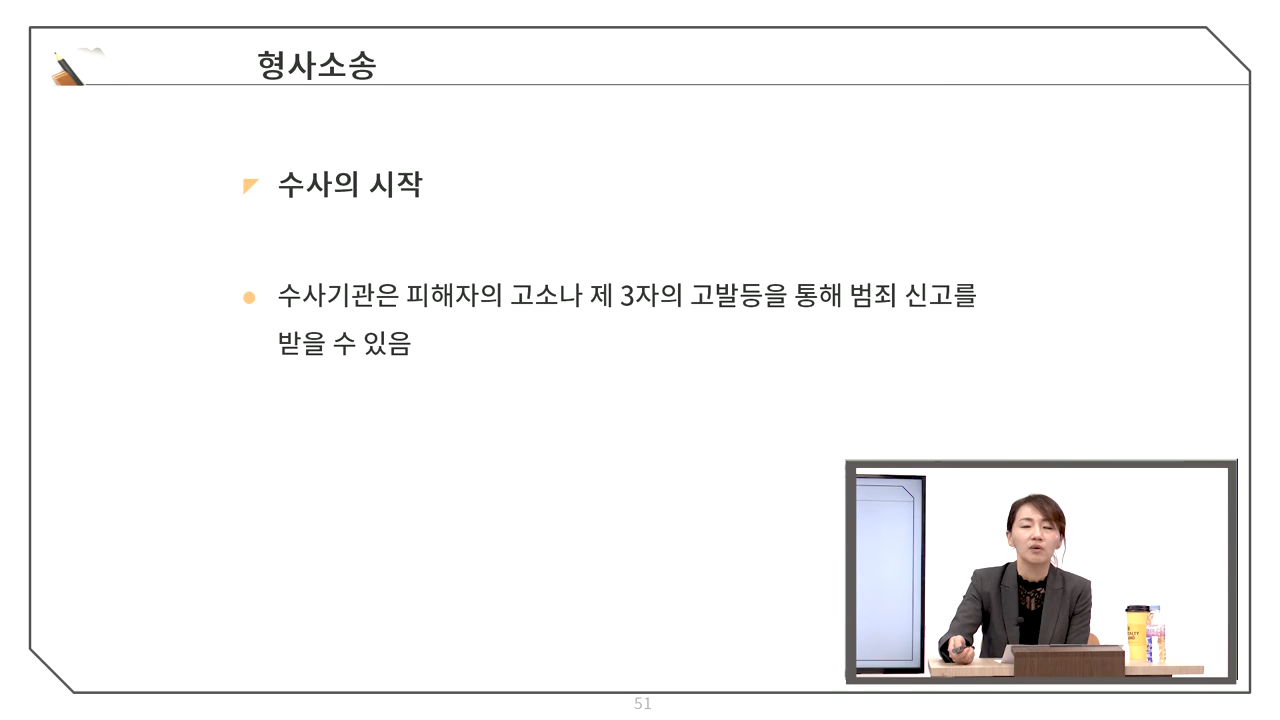 형사소송
수사의 시작
수사기관은 피해자의 고소나 제 3자의 고발등을 통해 범죄 신고를
받을 수 있음
51